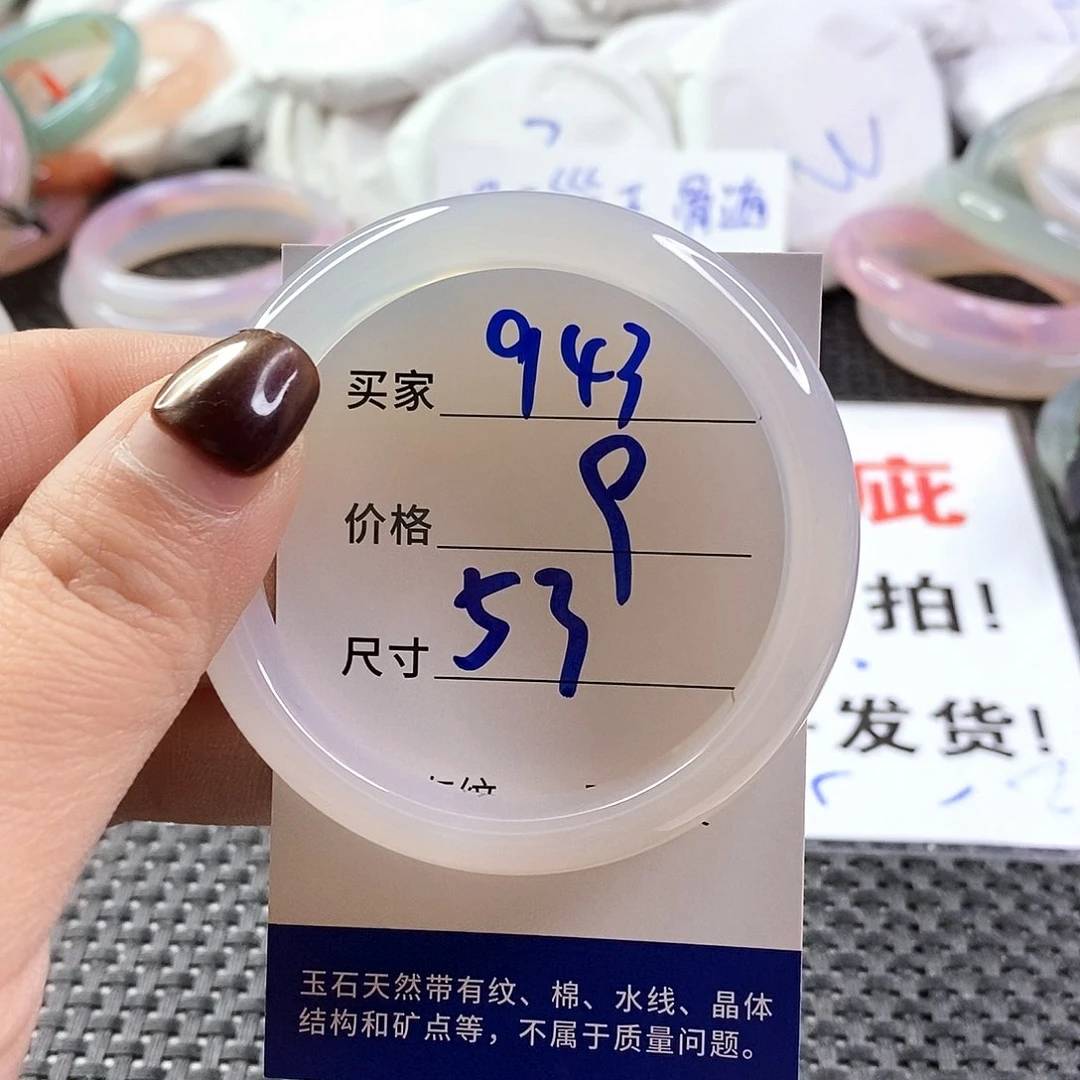 买家 943
价格 9
尺寸 53
玉石天然带有纹、棉、水线、晶体
结构和矿点等，不属于质量问题。
疵
拍！
发货！